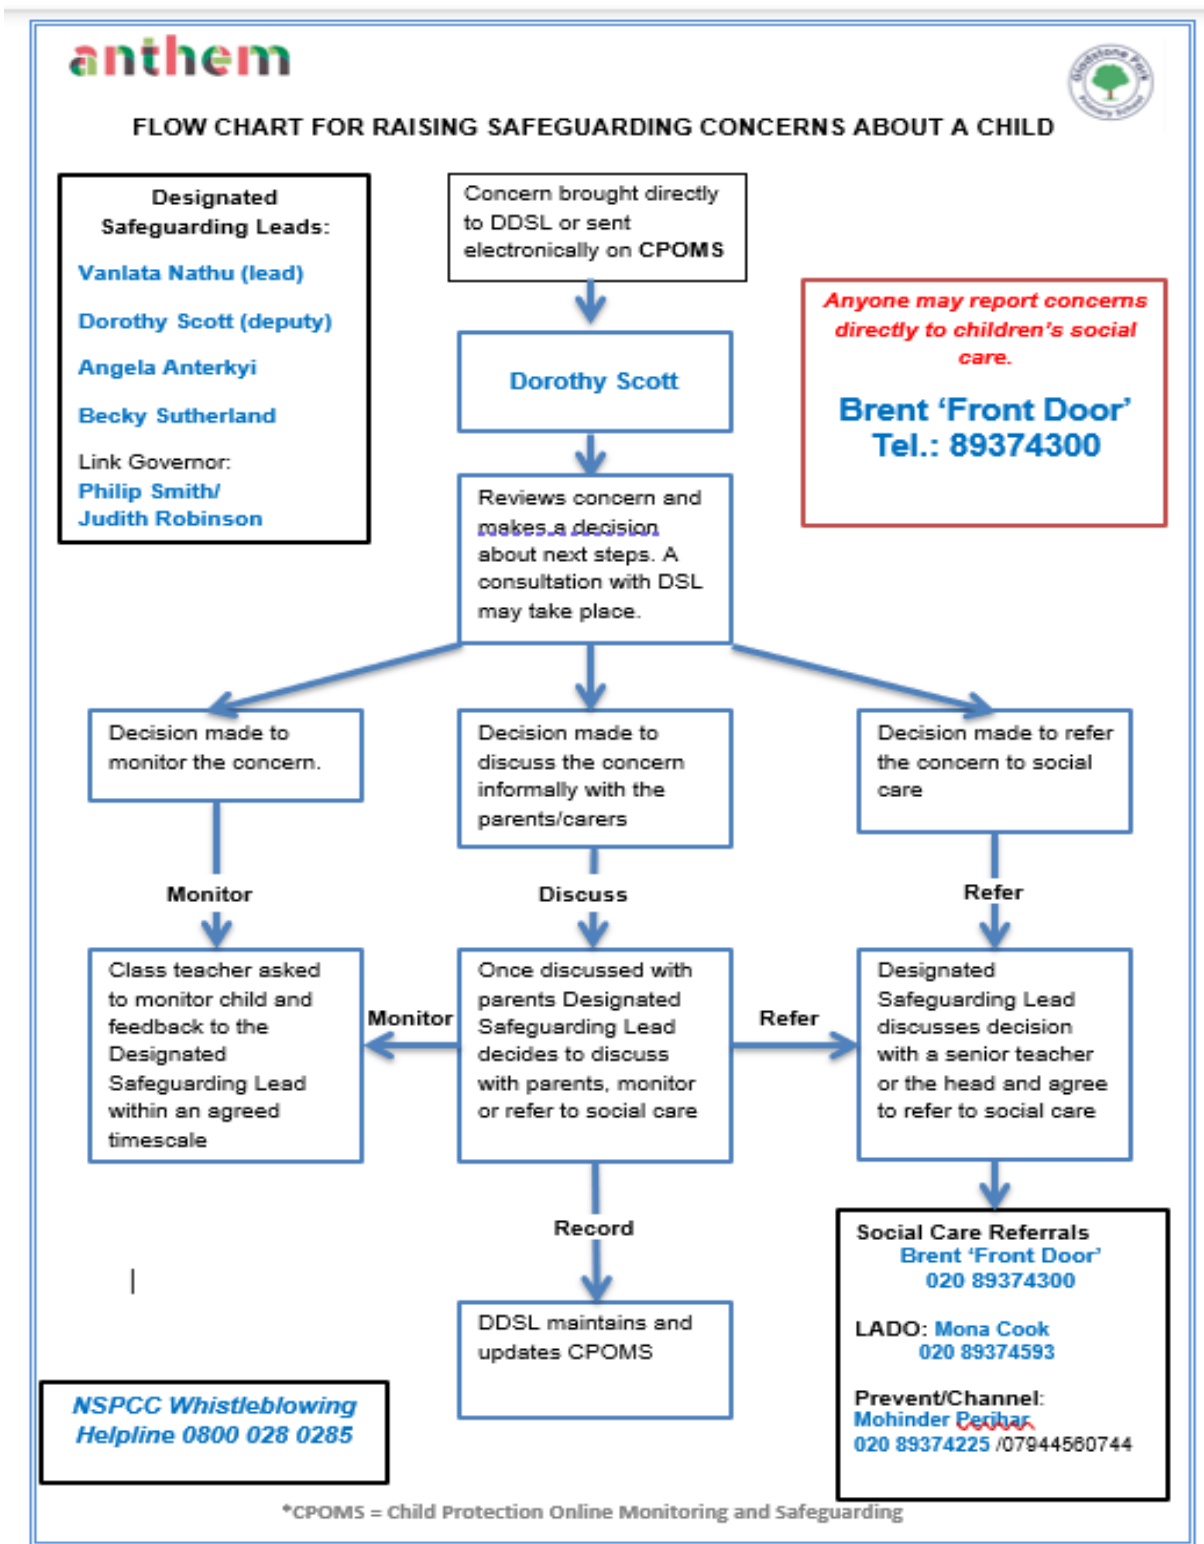 anthem
Gladstone Park
Primary School
FLOW CHART FOR RAISING SAFEGUARDING CONCERNS ABOUT A CHILD
Designated
Safeguarding Leads:
Vanlata Nathu (lead)
Dorothy Scott (deputy)
Angela Anterkyi
Becky Sutherland
Link Governor:
Philip Smith/
Judith Robinson
Concern brought directly
to DDSL or sent
electronically on CPOMS
Anyone may report concerns
directly to children's social
care.
Brent 'Front Door'
Tel.: 89374300
Dorothy Scott
Reviews concern and
makes a decision
about next steps. A
consultation with DSL
may take place.
Decision made to
monitor the concern.
Decision made to
discuss the concern
informally with the
parents/carers
Decision made to refer
the concern to social
care
Monitor
Discuss
Refer
Class teacher asked
to monitor child and
feedback to the
Designated
Safeguarding Lead
within an agreed
timescale
Monitor
Once discussed with
parents Designated
Safeguarding Lead
decides to discuss
with parents, monitor
or refer to social care
Refer
Designated
Safeguarding Lead
discusses decision
with a senior teacher
or the head and agree
to refer to social care
Record
DDSL maintains and
updates CPOMS
Social Care Referrals
Brent 'Front Door'
020 89374300
LADO: Mona Cook
020 89374593
Prevent/Channel:
Mohinder Perihar
020 89374225 /07944560744
NSPCC Whistleblowing
Helpline 0800 028 0285
*CPOMS = Child Protection Online Monitoring and Safeguarding